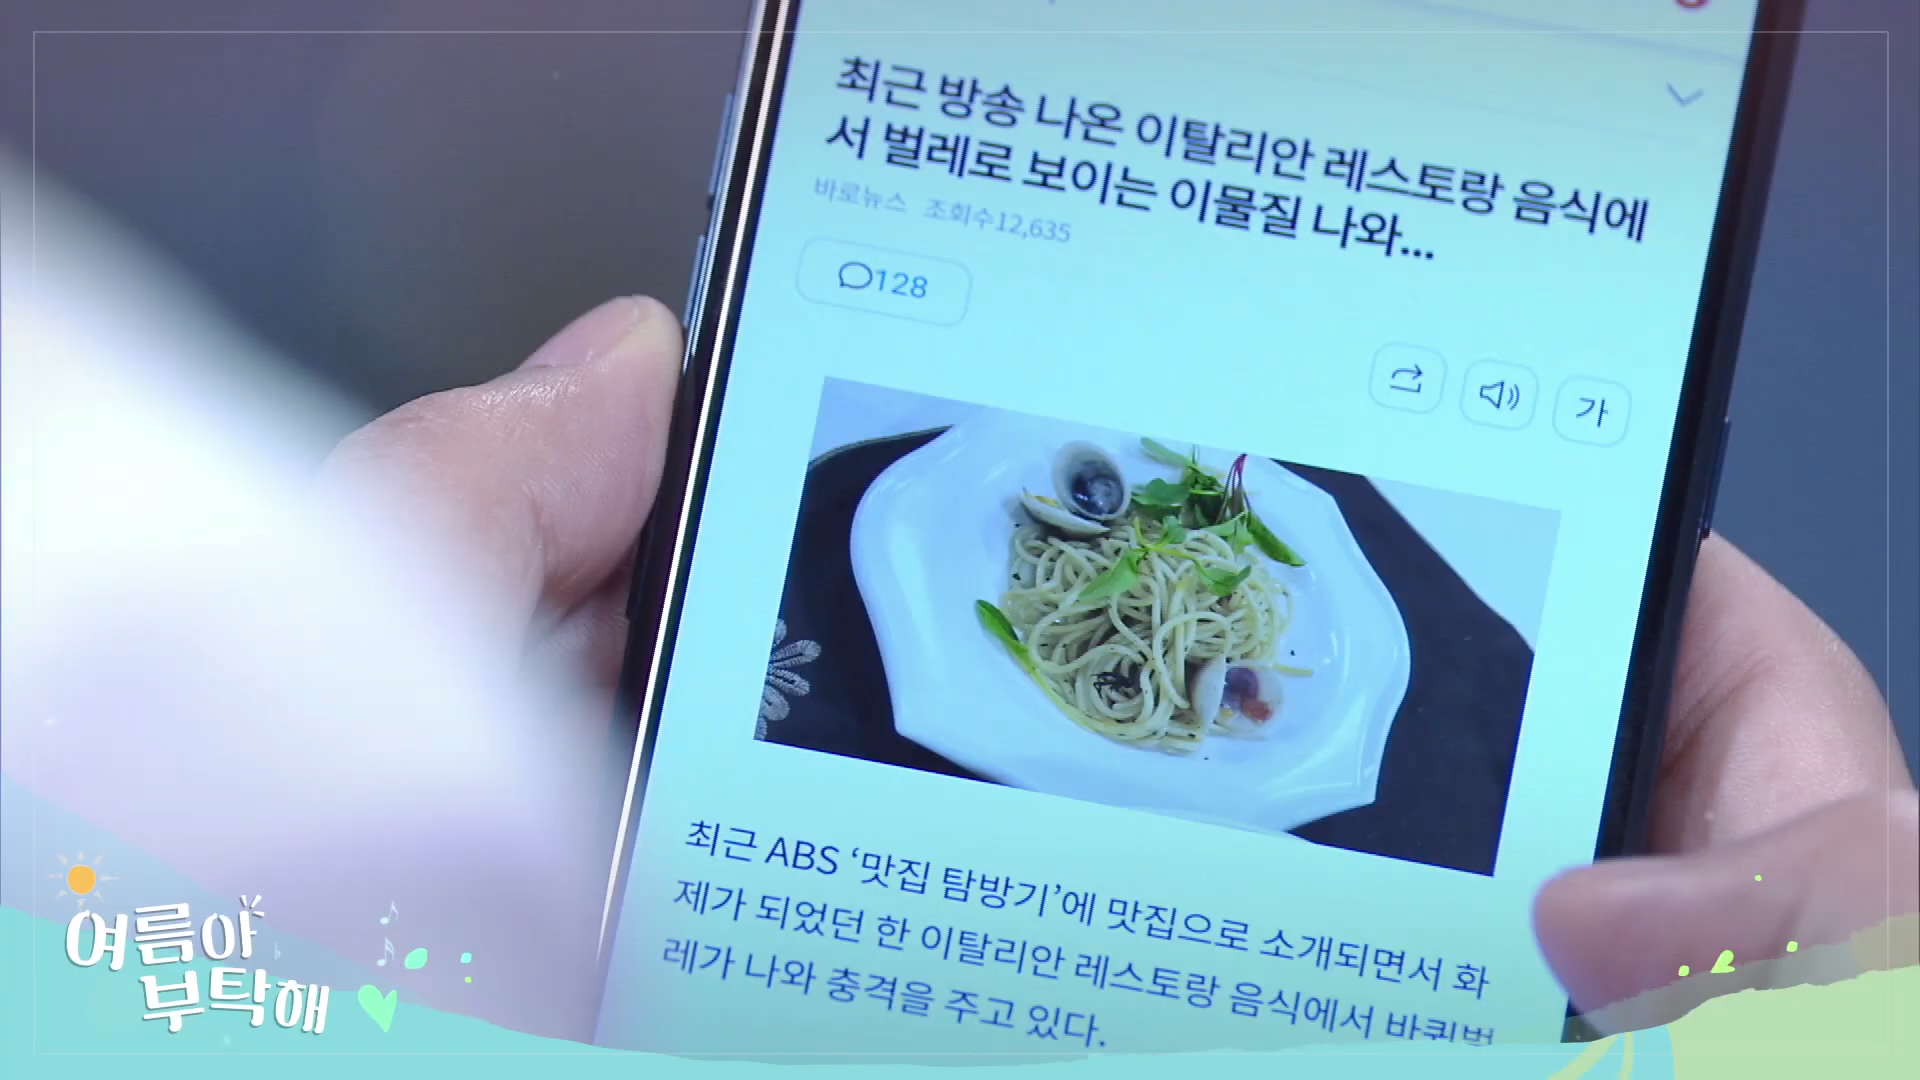 최근 방송 나온 이탈리안 레스토랑 음식에
서 벌레로 보이는 이물질 나와...
바로뉴스 조회수12,635
128
가
최근 ABS ‘맛집 탐방기’에 맛집으로 소개되면서 화
제가 되었던 한 이탈리안 레스토랑 음식에서 바퀴벌
레가 나와 충격을 주고 있다.
여름아
부탁해